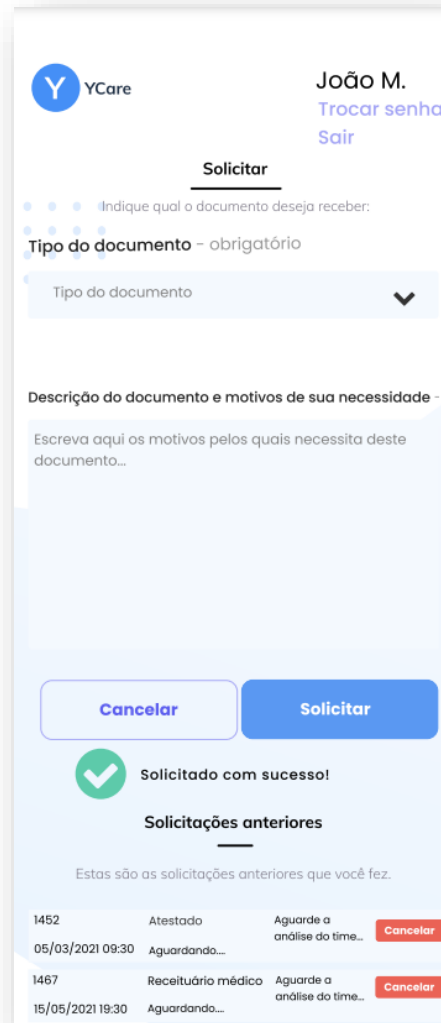 Y YCare
João M.
Trocar senha
Sair
Solicitar
Indique qual o documento deseja receber:
Tipo do documento - obrigatório
Tipo do documento
Descrição do documento e motivos de sua necessidade -
Escreva aqui os motivos pelos quais necessita deste
documento...
Cancelar
Solicitar
Solicitado com sucesso!
Solicitações anteriores
Estas são as solicitações anteriores que você fez.
1452 Atestado Aguarde a
análise do time... Cancelar
05/03/2021 09:30 Aguardando....
1467 Receituário médico Aguarde a
análise do time... Cancelar
15/05/2021 19:30 Aguardando....